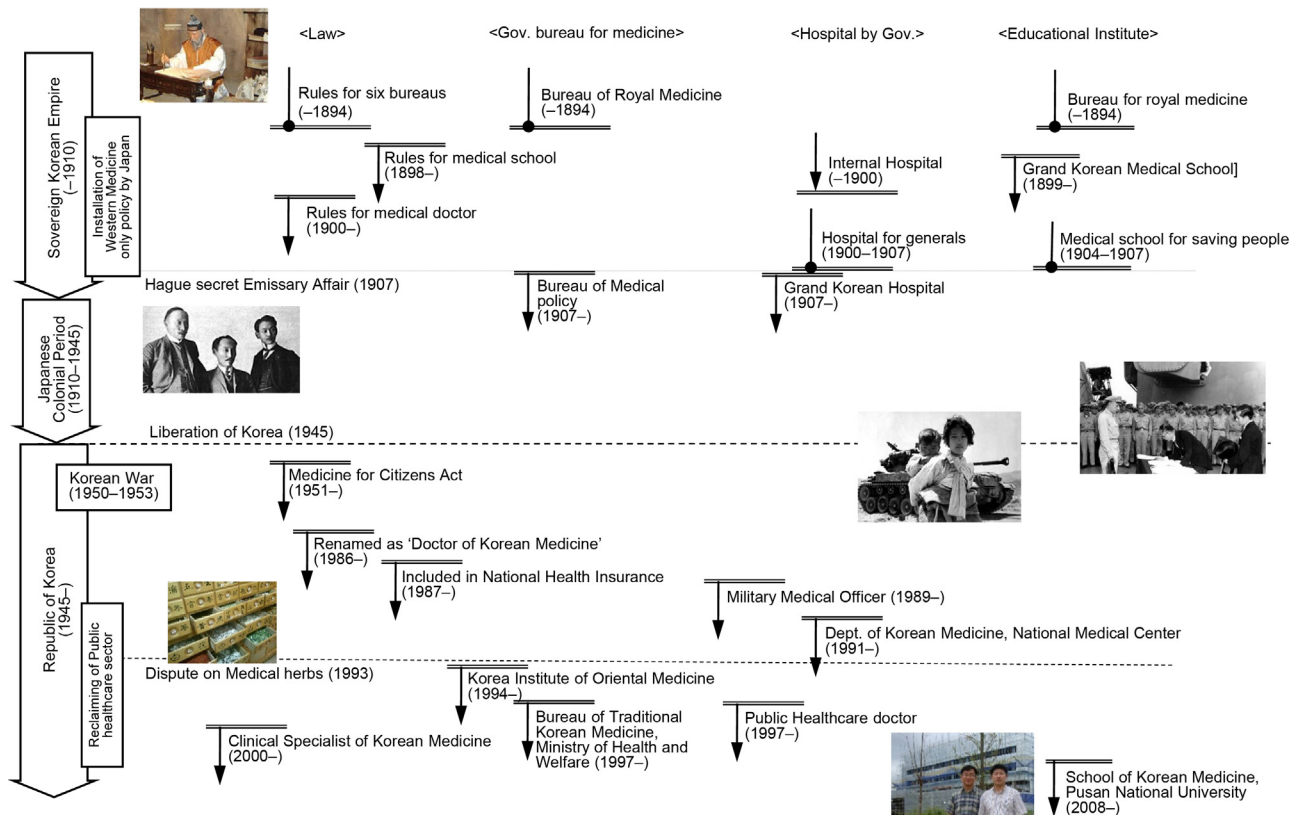 <Law>
<Gov. bureau for medicine>
<Hospital by Gov.>
<Educational Institute>
Sovereign Korean Empire
(–1910)
Installation of
Western Medicine
only policy by Japan
Rules for six bureaus
(–1894)
Bureau of Royal Medicine
(–1894)
Bureau for royal medicine
(–1894)
Rules for medical school
(1898–)
Internal Hospital
(–1900)
Grand Korean Medical School]
(1899–)
Rules for medical doctor
(1900–)
Hospital for generals
(1900–1907)
Medical school for saving people
(1904–1907)
Hague secret Emissary Affair (1907)
Bureau of Medical
policy
(1907–)
Grand Korean Hospital
(1907–)
Japanese
Colonial Period
(1910–1945)
Liberation of Korea (1945)
Korean War
(1950–1953)
Republic of Korea
(1945–)
Reclaiming of Public
healthcare sector
Medicine for Citizens Act
(1951–)
Renamed as ‘Doctor of Korean Medicine’
(1986–)
Included in National Health Insurance
(1987–)
Military Medical Officer (1989–)
Dept. of Korean Medicine, National Medical Center
(1991–)
Dispute on Medical herbs (1993)
Korea Institute of Oriental Medicine
(1994–)
Bureau of Traditional
Korean Medicine,
Ministry of Health and
Welfare (1997–)
Public Healthcare doctor
(1997–)
Clinical Specialist of Korean Medicine
(2000–)
School of Korean Medicine,
Pusan National University
(2008–)